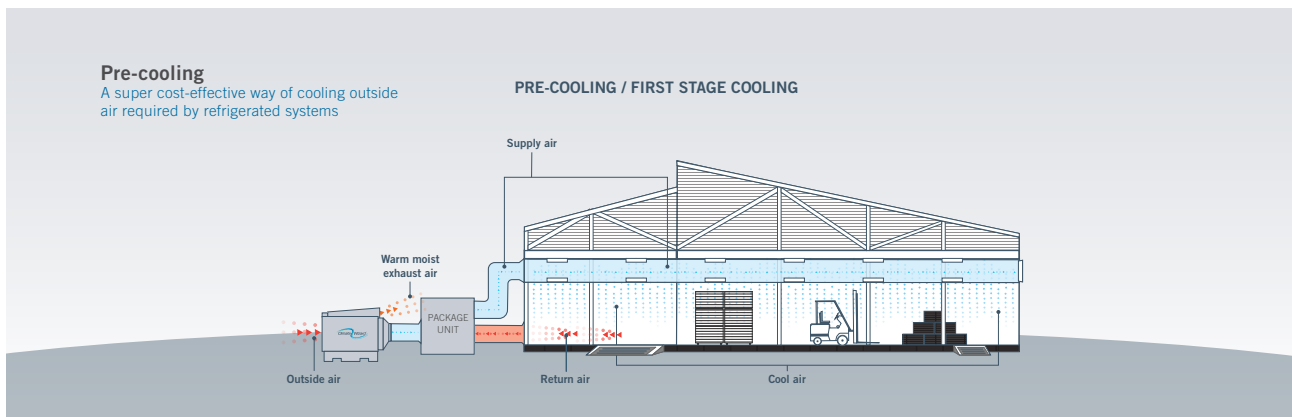 Pre-cooling
A super cost-effective way of cooling outside
air required by refrigerated systems
PRE-COOLING / FIRST STAGE COOLING
Supply air
Warm moist
exhaust air
PACKAGE
UNIT
Outside air
Return air
Cool air